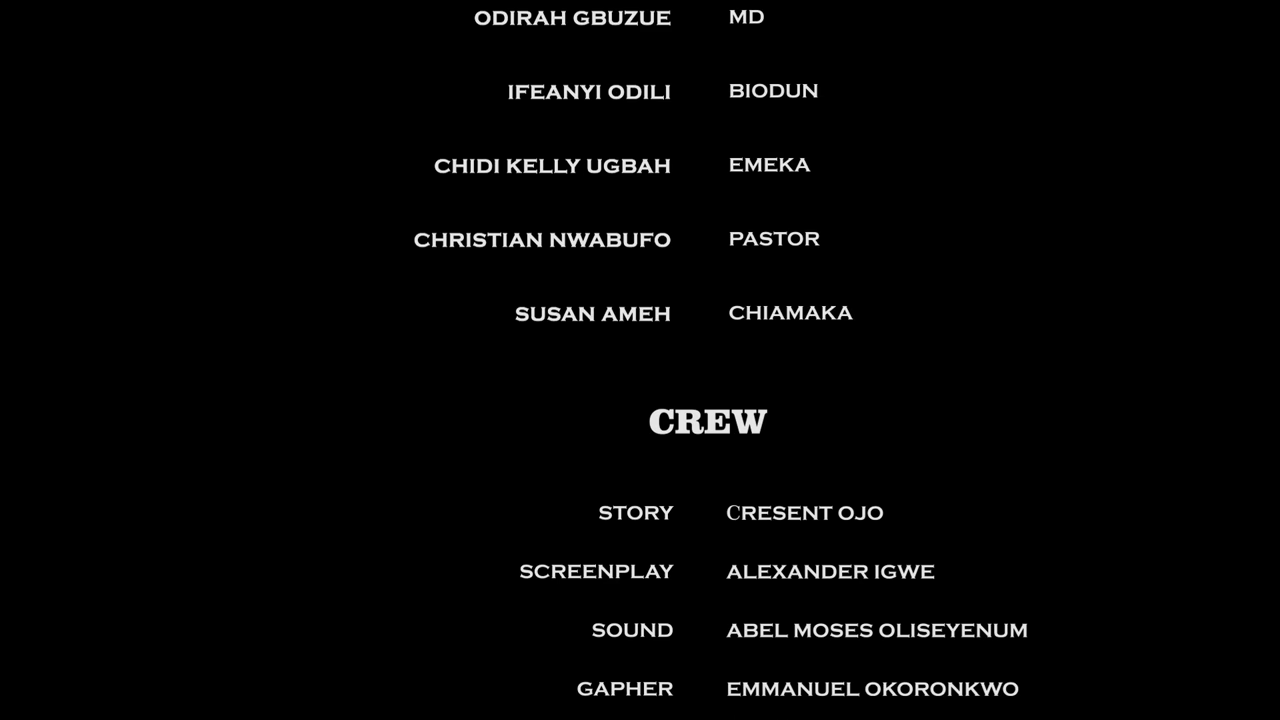 ODIRAH GBUZUE MD
IFEANYI ODILI BIODUN
CHIDI KELLY UGBAH EMEKA
CHRISTIAN NWABUFO PASTOR
SUSAN AMEH CHIAMAKA
CREW
STORY CRESENT OJO
SCREENPLAY ALEXANDER IGWE
SOUND ABEL MOSES OLISEYENUM
GAPHER EMMANUEL OKORONKWO